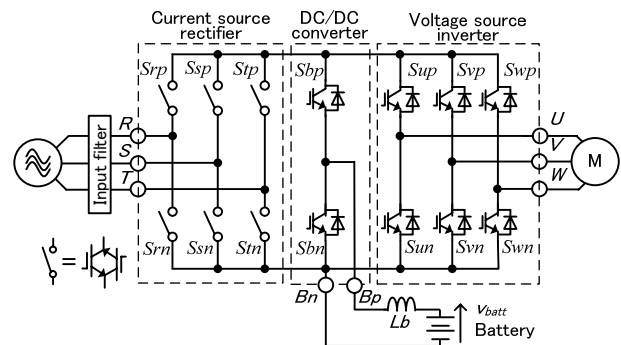 Current source
rectifier
DC/DC
converter
Voltage source
inverter
Srp
Ssp
Stp
Sbp
Sup
Svp
Swp
Input filter
R
S
T
U
V
W
M
Srn
Ssn
Stn
Sbn
Sun
Svn
Swn
=
Bn
Bp
Lb
vbatt
Battery